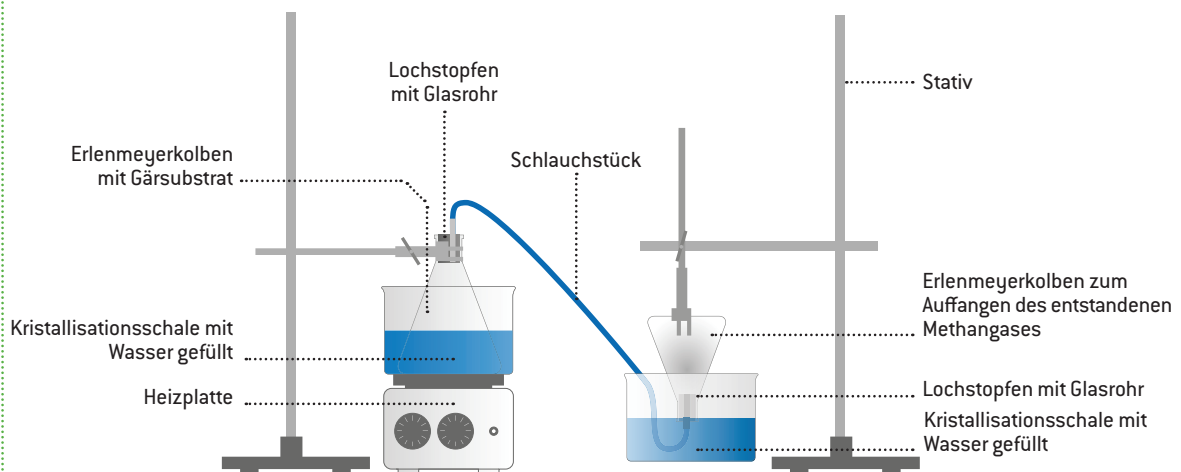 Lochstopfen
mit Glasrohr
Stativ
Erlenmeyerkolben
mit Gärsubstrat
Schlauchstück
Erlenmeyerkolben zum
Auffangen des entstandenen
Methangases
Kristallisationsschale mit
Wasser gefüllt
Heizplatte
Lochstopfen mit Glasrohr
Kristallisationsschale mit
Wasser gefüllt